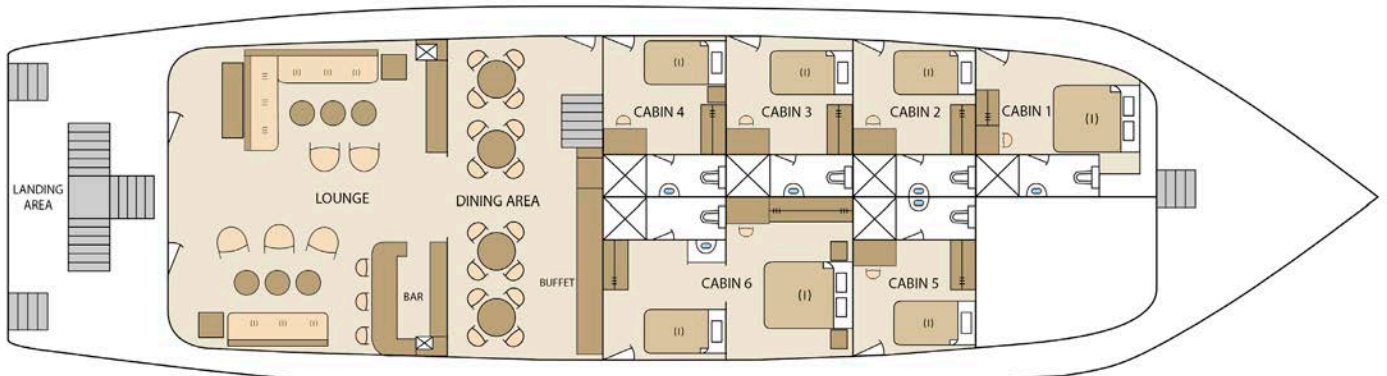 CABIN 4
CABIN 3
CABIN 2
CABIN 1
LANDING
AREA
LOUNGE
DINING AREA
BAR
BUFFET
CABIN 6
CABIN 5